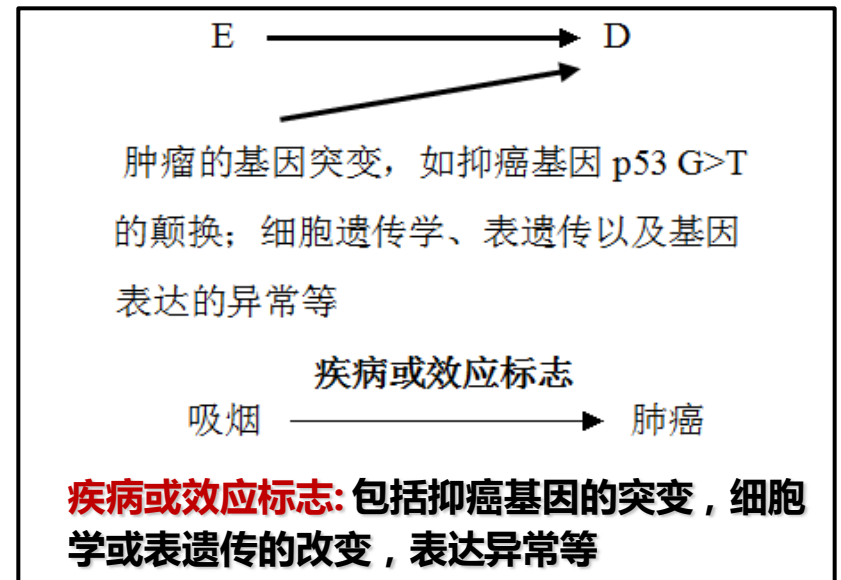 E D
肿瘤的基因突变，如抑癌基因 p53 G>T
的颠换；细胞遗传学、表遗传以及基因
表达的异常等
疾病或效应标志
吸烟 肺癌
疾病或效应标志: 包括抑癌基因的突变，细胞
学或表遗传的改变，表达异常等